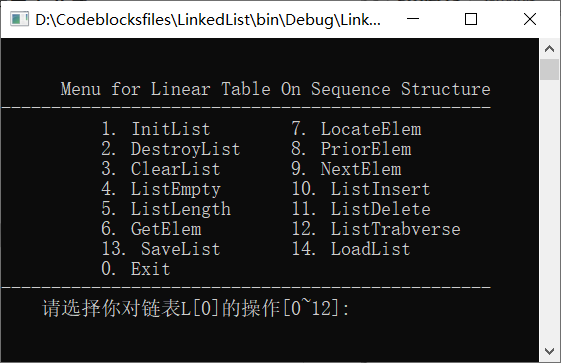 D:\Codeblocksfiles\LinkedList\bin\Debug\Link...
Menu for Linear Table On Sequence Structure
-------------------------------------------------
1. InitList 7. LocateElem
2. DestroyList 8. PriorElem
3. ClearList 9. NextElem
4. ListEmpty 10. ListInsert
5. ListLength 11. ListDelete
6. GetElem 12. ListTrabverse
13. SaveList 14. LoadList
0. Exit
-------------------------------------------------
请选择你对链表L[0]的操作[0~12]: